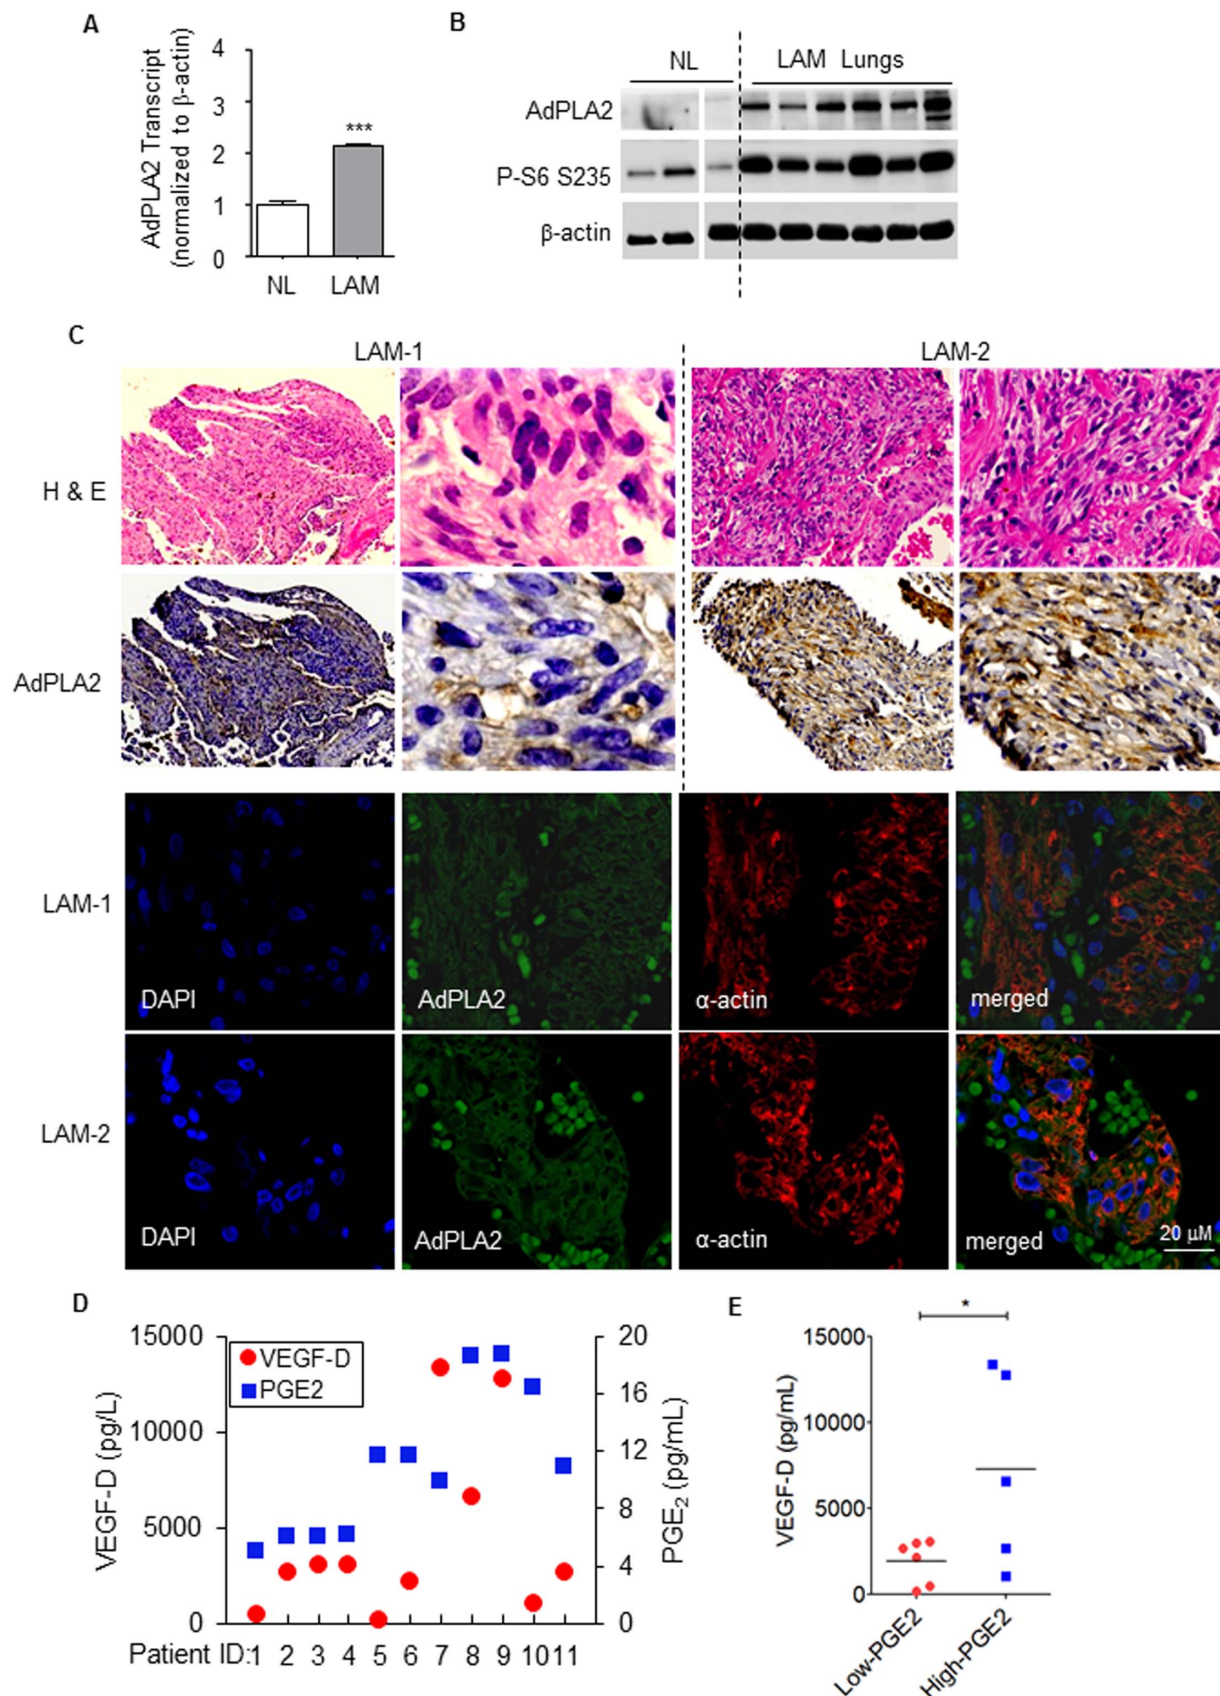 A
AdPLA2 Transcript
(normalized to β-actin)
4
3
2
1
0
***
NL
LAM
B
NL
LAM Lungs
AdPLA2
P-S6 S235
β-actin
C
LAM-1
LAM-2
H & E
AdPLA2
LAM-1
DAPI
AdPLA2
α-actin
merged
LAM-2
DAPI
AdPLA2
α-actin
merged
20 μM
D
VEGF-D (pg/L)
15000
10000
5000
0
VEGF-D
PGE2
20
16
12
8
4
0
PGE₂ (pg/mL)
Patient ID:1 2 3 4 5 6 7 8 9 10 11
E
*
VEGF-D (pg/mL)
15000
10000
5000
0
Low-PGE2
High-PGE2